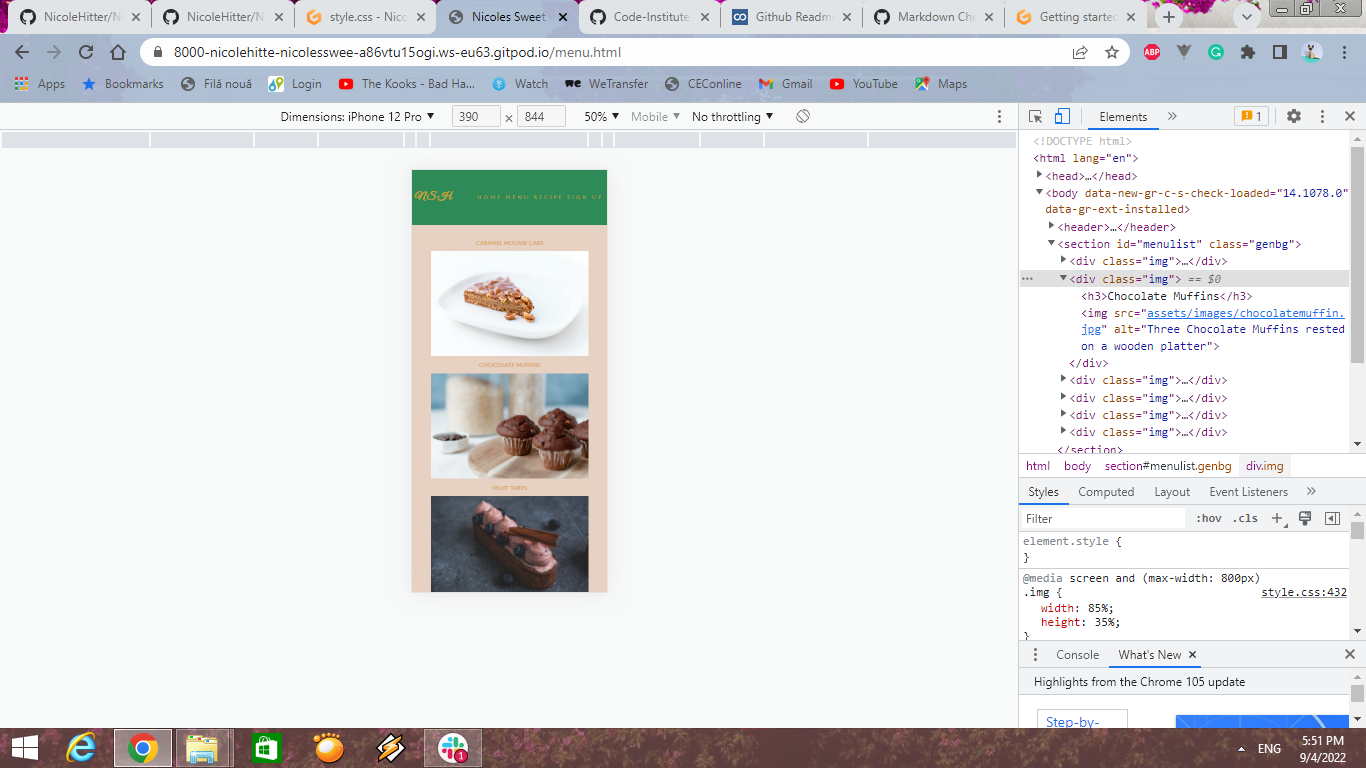 NicoleHitter/N
NicoleHitter/N
style.css - Nico
Nicoles Sweet
Code-Institute
Github Readm
Markdown Che
Getting started
8000-nicolehitte-nicolesswee-a86vtu15ogi.ws-eu63.gitpod.io/menu.html
ABP
Apps
Bookmarks
Filă nouă
Login
The Kooks - Bad Ha...
Watch
WeTransfer
CEConline
Gmail
YouTube
Maps
Dimensions: iPhone 12 Pro
390 × 844
50%
Mobile
No throttling
NSH
HOME MENU RECIPE SIGN UP
CARAMEL MOUSSE CAKE
CHOCOLATE MUFFINS
FRUIT TARTS
Elements
1
<!DOCTYPE html>
<html lang="en">
<head>…</head>
<body data-new-gr-c-s-check-loaded="14.1078.0"
data-gr-ext-installed>
<header>…</header>
<section id="menulist" class="genbg">
<div class="img">…</div>
<div class="img"> == $0
<h3>Chocolate Muffins</h3>
<img src="assets/images/chocolatemuffin.
jpg" alt="Three Chocolate Muffins rested
on a wooden platter">
</div>
<div class="img">…</div>
<div class="img">…</div>
<div class="img">…</div>
<div class="img">…</div>
</section>
html body section#menulist.genbg div.img
Styles Computed Layout Event Listeners
Filter
:hov .cls
element.style {
}
@media screen and (max-width: 800px)
.img { style.css:432
width: 85%;
height: 35%;
}
Console What's New
Highlights from the Chrome 105 update
Step-by-
1
ENG
5:51 PM
9/4/2022